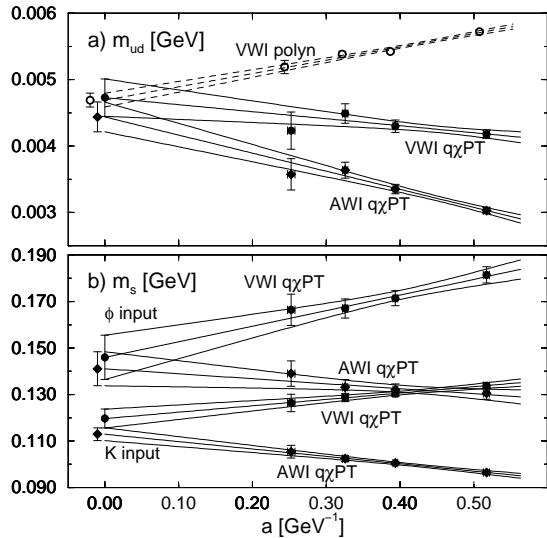 0.006
a) m_ud [GeV]
VWI polyn
0.005
VWI qχPT
0.004
AWI qχPT
0.003
0.190
b) m_s [GeV]
VWI qχPT
0.170
ϕ input
0.150
AWI qχPT
0.130
VWI qχPT
0.110
K input
AWI qχPT
0.090
0.00 0.10 0.20 0.30 0.40 0.50
a [GeV⁻¹]